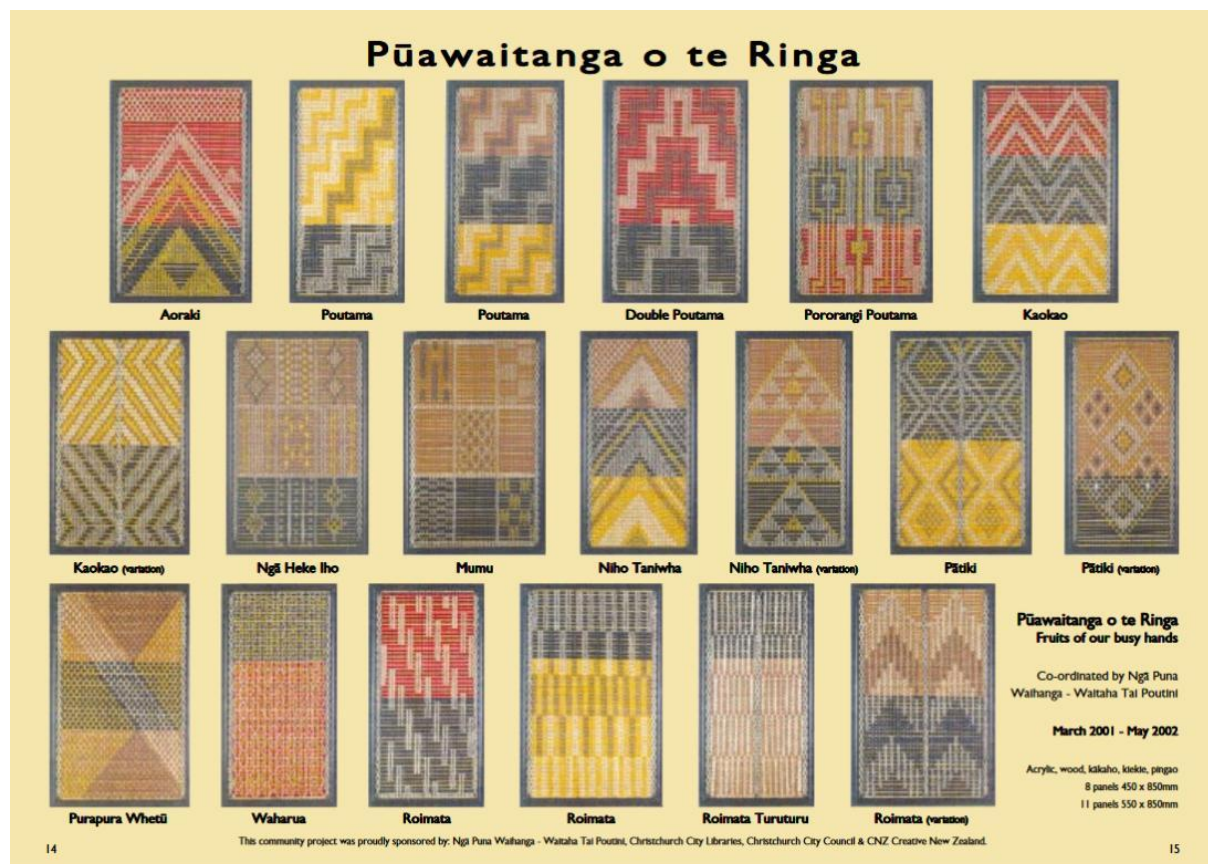 Pūawaitanga o te Ringa
Aoraki
Poutama
Poutama
Double Poutama
Pororangi Poutama
Kaokao
Kaokao (variation)
Ngā Heke Iho
Mumu
Niho Taniwha
Niho Taniwha (variation)
Pātiki
Pātiki (variation)
Purapura Whetū
Waharua
Roimata
Roimata
Roimata Turuturu
Roimata (variation)
Pūawaitanga o te Ringa
Fruits of our busy hands
Co-ordinated by Ngā Puna
Waihanga - Waitaha Tai Poutini
March 2001 - May 2002
Acrylic, wood, kākaho, kiekie, pingao
8 panels 450 x 850mm
11 panels 550 x 850mm
This community project was proudly sponsored by: Ngā Puna Waihanga - Waitaha Tai Poutini, Christchurch City Libraries, Christchurch City Council & CNZ Creative New Zealand.
14
15